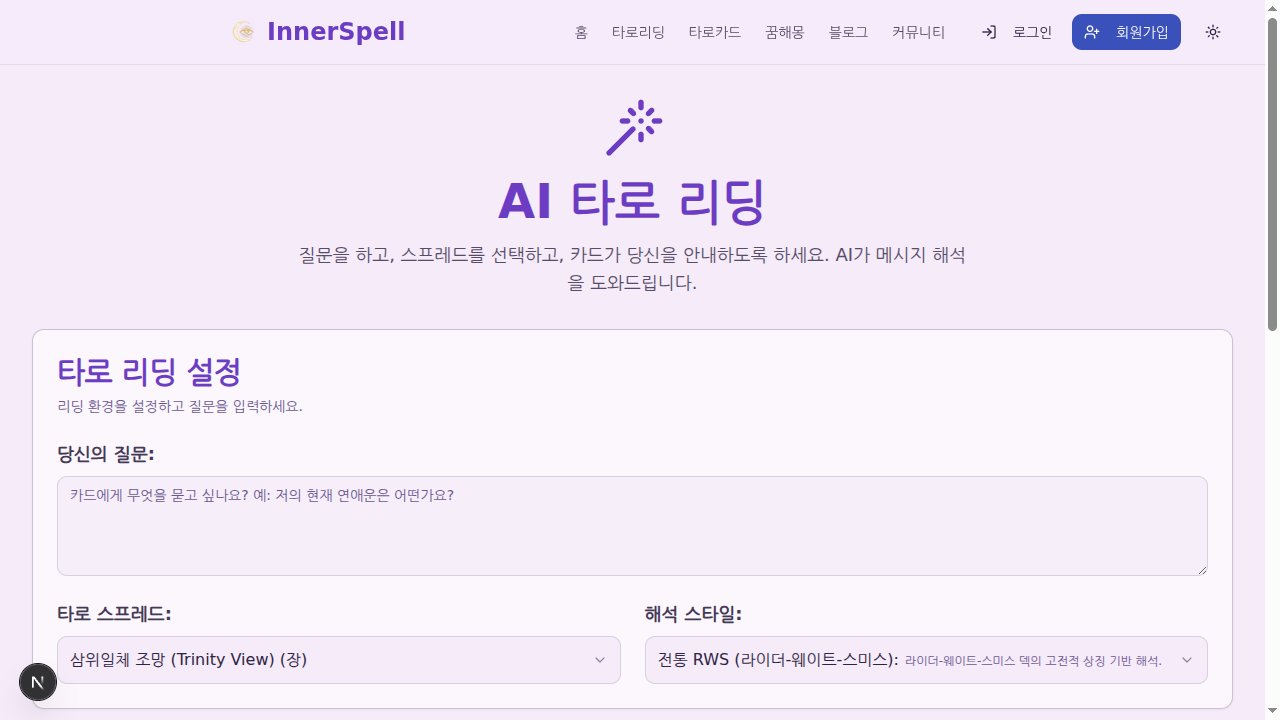 InnerSpell
홈
타로리딩
타로카드
꿈해몽
블로그
커뮤니티
로그인
회원가입
AI 타로 리딩
질문을 하고, 스프레드를 선택하고, 카드가 당신을 안내하도록 하세요. AI가 메시지 해석
을 도와드립니다.
타로 리딩 설정
리딩 환경을 설정하고 질문을 입력하세요.
당신의 질문:
카드에게 무엇을 묻고 싶나요? 예: 저의 현재 연애운은 어떤가요?
타로 스프레드:
해석 스타일:
삼위일체 조망 (Trinity View) (장)
전통 RWS (라이더-웨이트-스미스): 라이더-웨이트-스미스 덱의 고전적 상징 기반 해석.
N